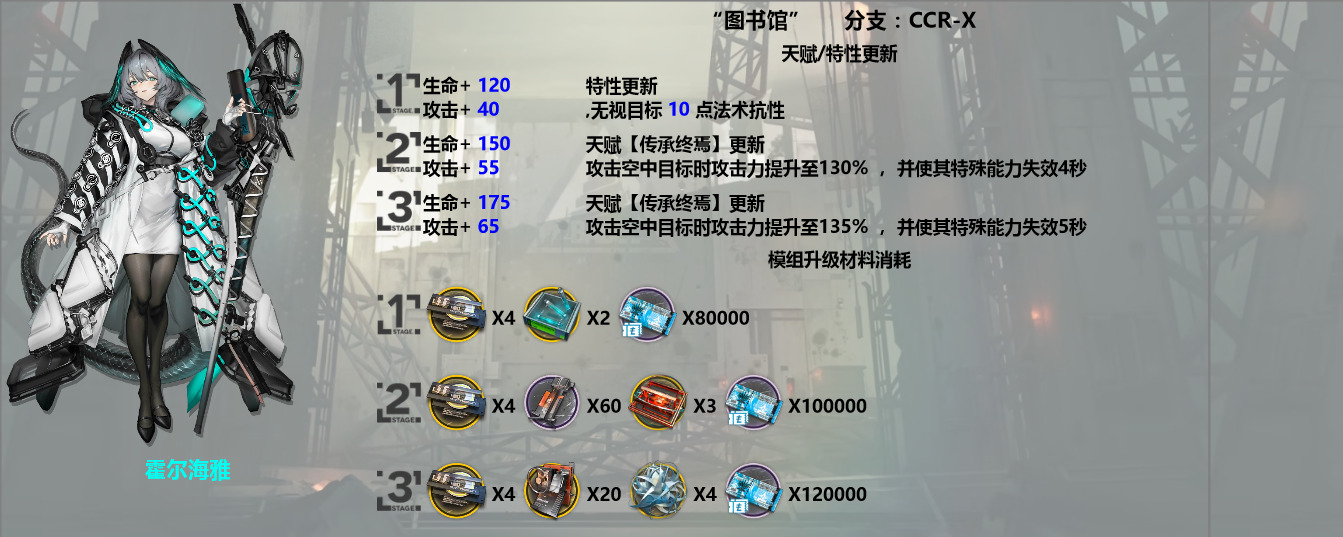 “图书馆” 分支：CCR-X
天赋/特性更新
1 STAGE. 生命+ 120 特性更新
攻击+ 40 ,无视目标 10 点法术抗性
2 STAGE. 生命+ 150 天赋【传承终焉】更新
攻击+ 55 攻击空中目标时攻击力提升至130% ，并使其特殊能力失效4秒
3 STAGE. 生命+ 175 天赋【传承终焉】更新
攻击+ 65 攻击空中目标时攻击力提升至135% ，并使其特殊能力失效5秒
模组升级材料消耗
1 STAGE. X4 X2 X80000
2 STAGE. X4 X60 X3 X100000
3 STAGE. X4 X20 X4 X120000
霍尔海雅